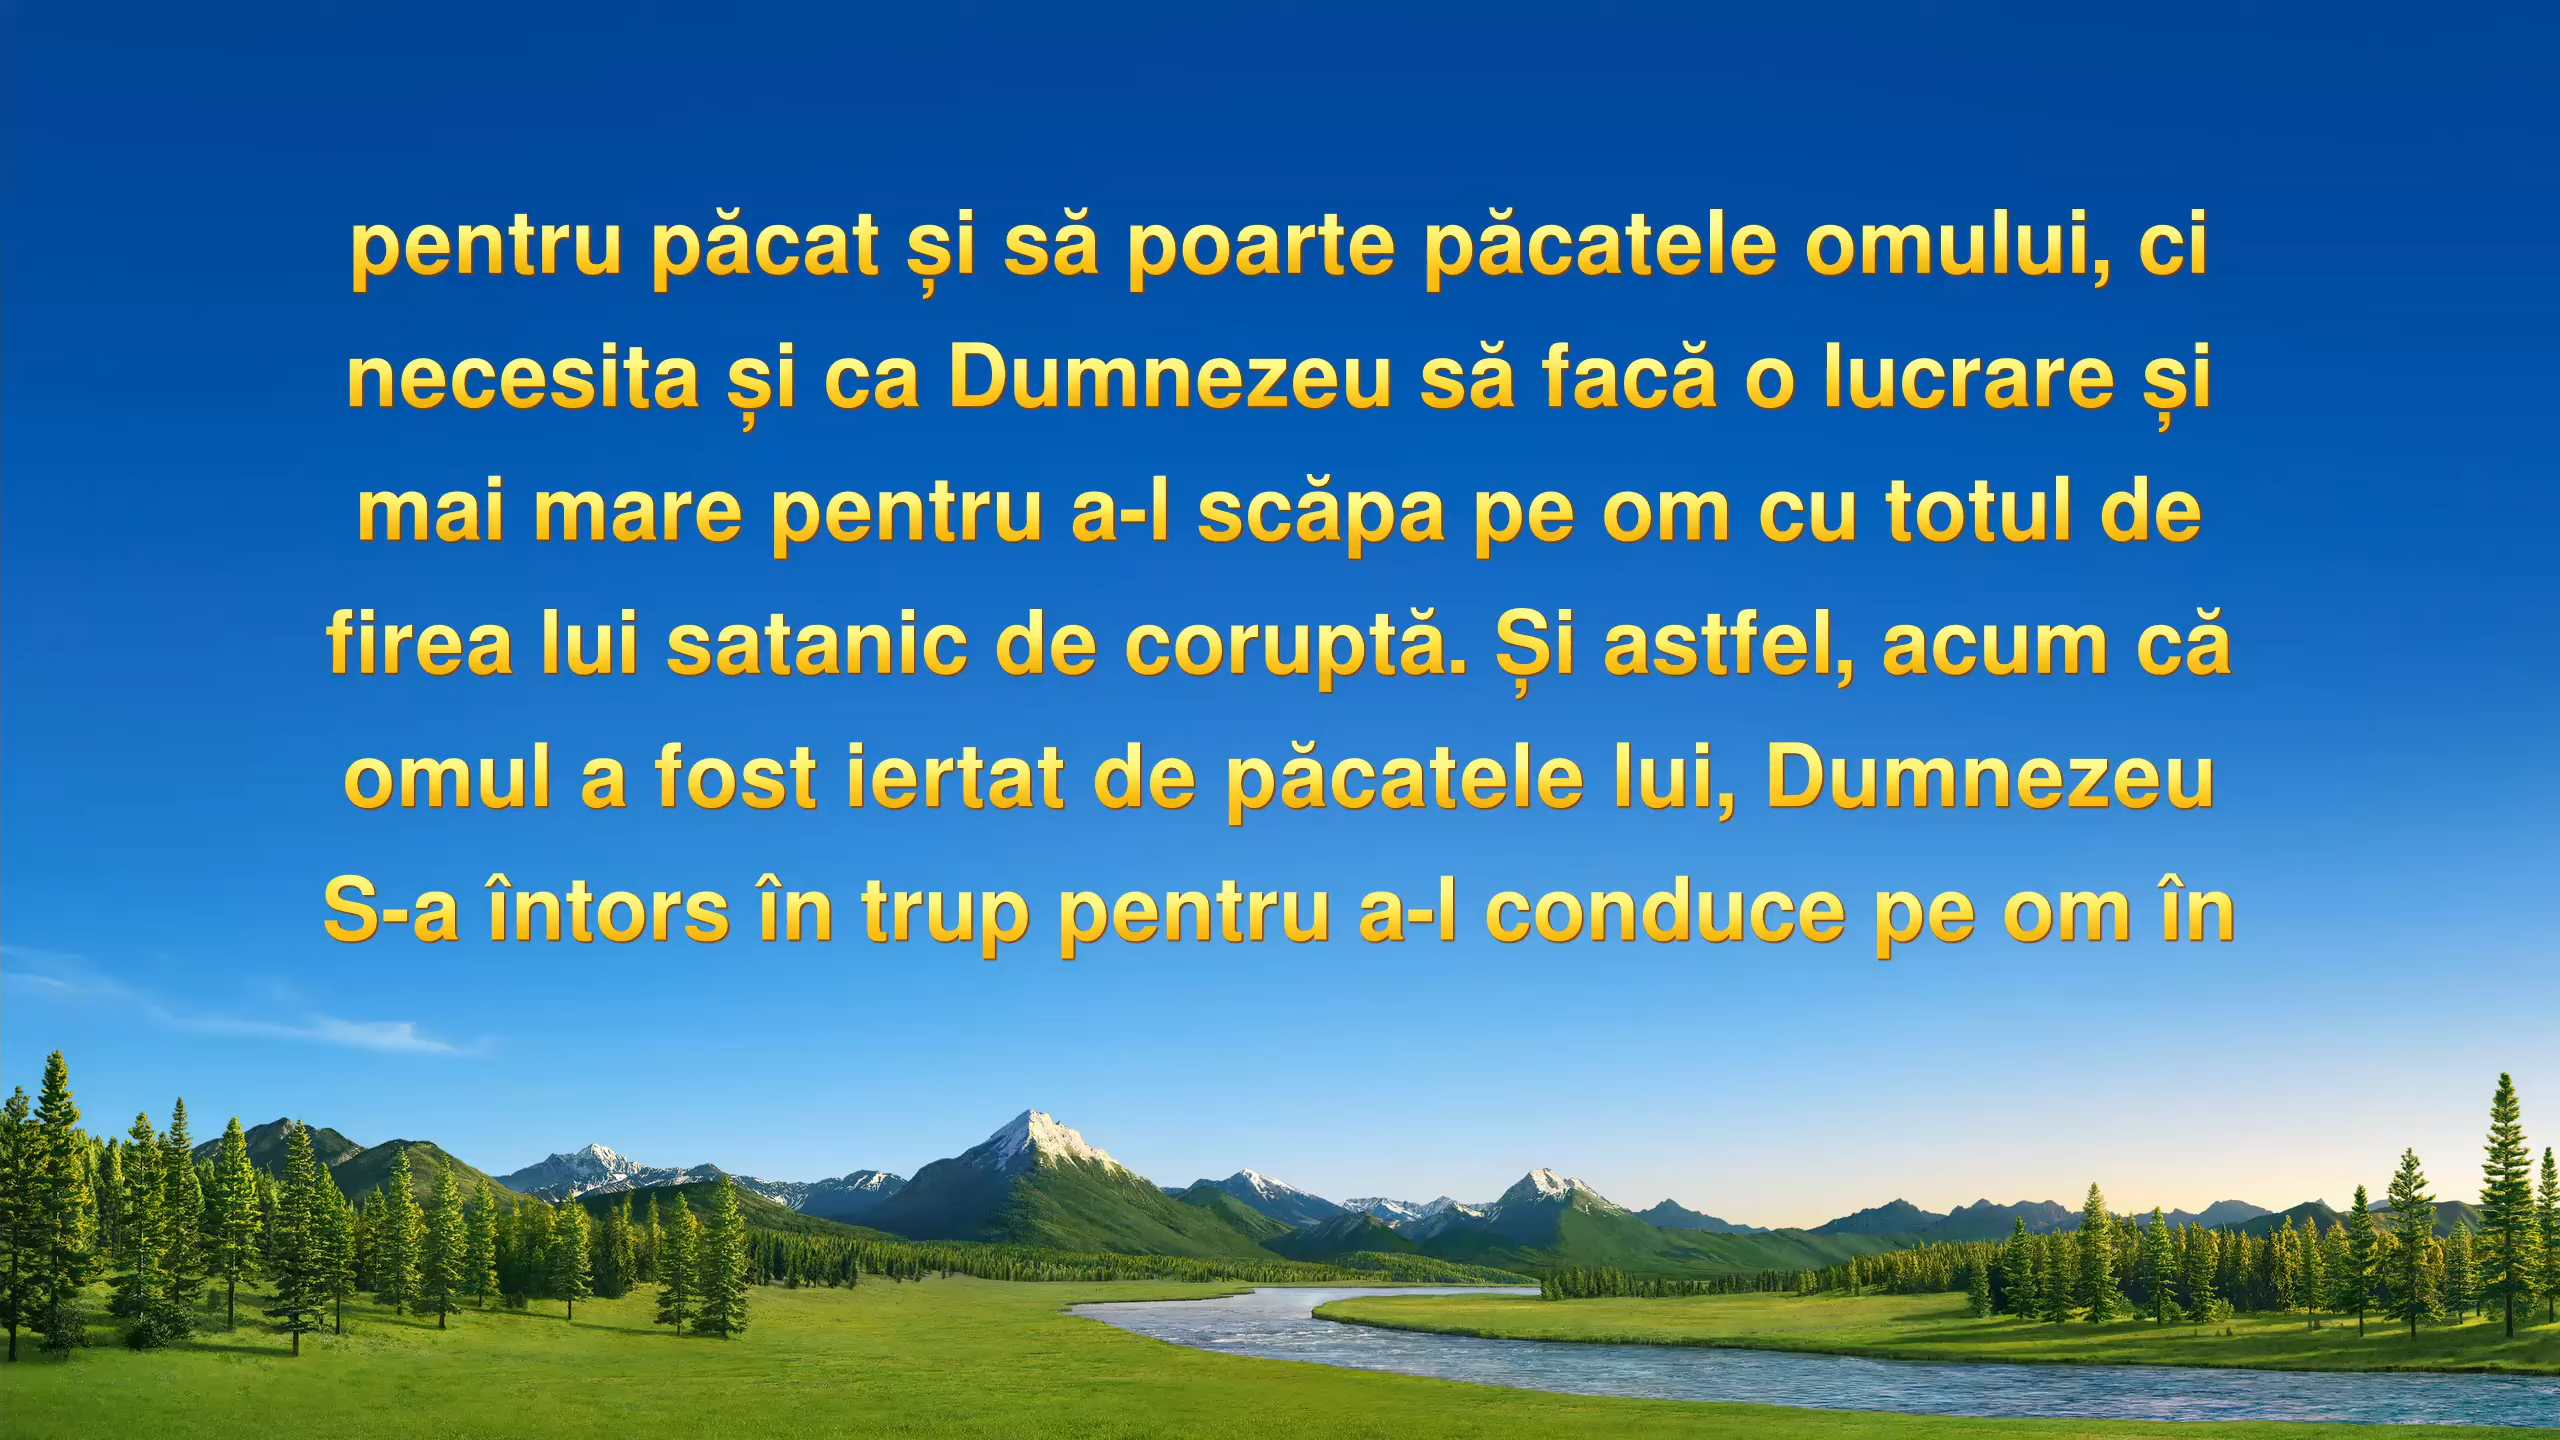 pentru păcat și să poarte păcatele omului, ci
necesita și ca Dumnezeu să facă o lucrare și
mai mare pentru a-l scăpa pe om cu totul de
firea lui satanic de coruptă. Și astfel, acum că
omul a fost iertat de păcatele lui, Dumnezeu
S-a întors în trup pentru a-l conduce pe om în